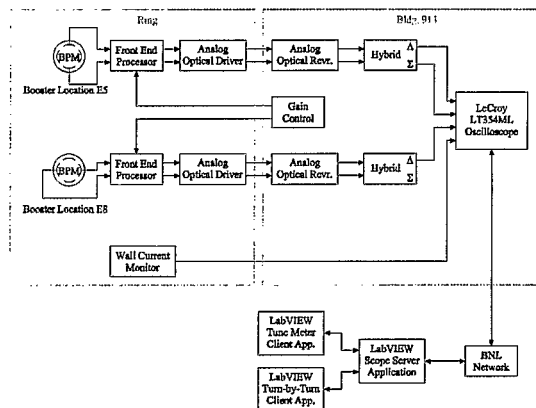 Ring
Bldg. 914
BPM
Front End
Processor
Analog
Optical Driver
Analog
Optical Rcvr.
Hybrid
Δ
Σ
Booster Location E5
Gain
Control
LeCroy
LT354ML
Oscilloscope
BPM
Front End
Processor
Analog
Optical Driver
Analog
Optical Rcvr.
Hybrid
Δ
Σ
Booster Location E8
Wall Current
Monitor
LabVIEW
Tune Meter
Client App.
LabVIEW
Scope Server
Application
BNL
Network
LabVIEW
Turn-by-Turn
Client App.